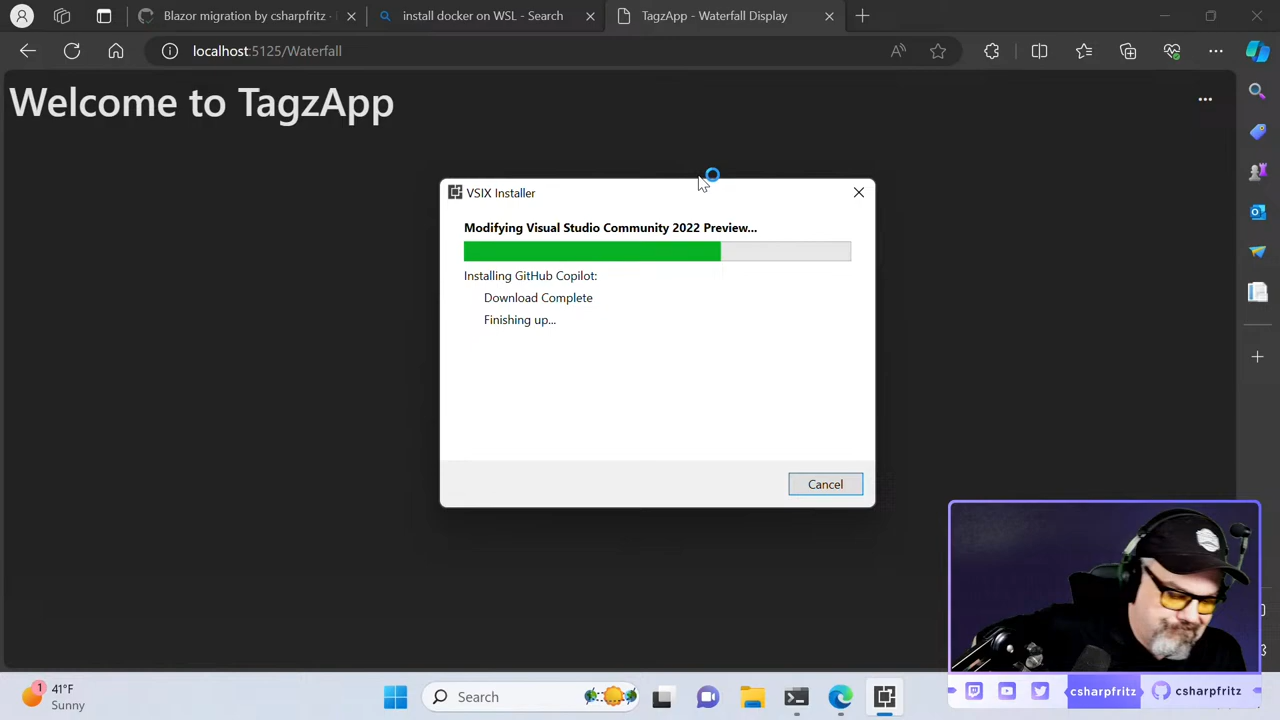 Blazor migration by csharpfritz ·
install docker on WSL - Search
TagzApp - Waterfall Display
localhost:5125/Waterfall
Welcome to TagzApp
VSIX Installer
Modifying Visual Studio Community 2022 Preview...
Installing GitHub Copilot:
Download Complete
Finishing up...
Cancel
csharpfritz
csharpfritz
1
41°F
Sunny
Search